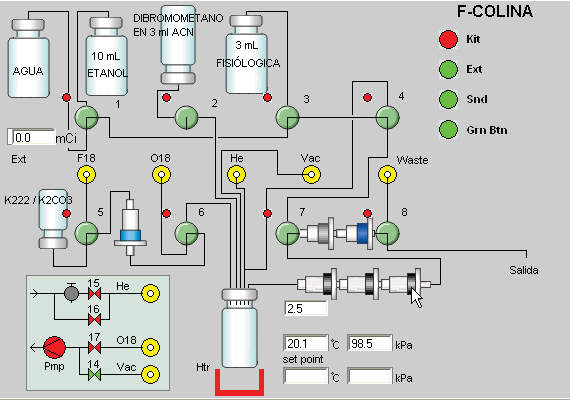 F-COLINA
DIBROMOMETANO
EN 3 ml ACN
AGUA
10 mL
ETANOL
3 mL
FISIÓLOGICA
Kit
Ext
Snd
Grn Btn
1
2
3
4
0.0 mCi
Ext
F18
O18
He
Vac
Waste
K222 / K2CO3
5
6
7
8
Salida
15
He
16
17
O18
Pmp
14
Vac
Htr
2.5
20.1 °C 98.5 kPa
set point
°C kPa